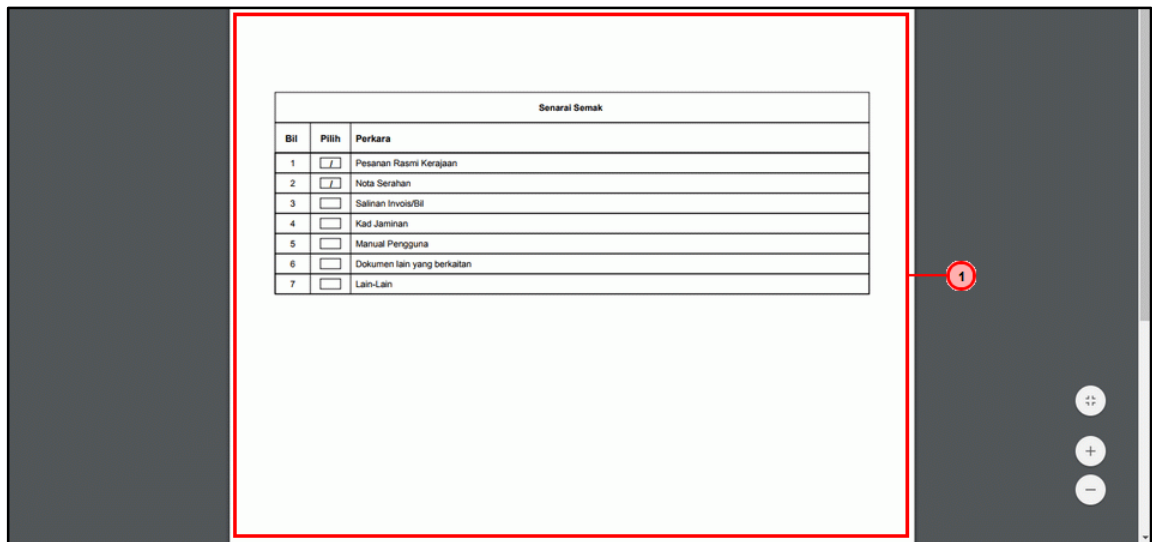 Senarai Semak
Bil Pilih Perkara
1 / Pesanan Rasmi Kerajaan
2 / Nota Serahan
3 Salinan Invois/Bil
4 Kad Jaminan
5 Manual Pengguna
6 Dokumen lain yang berkaitan
7 Lain-Lain
1